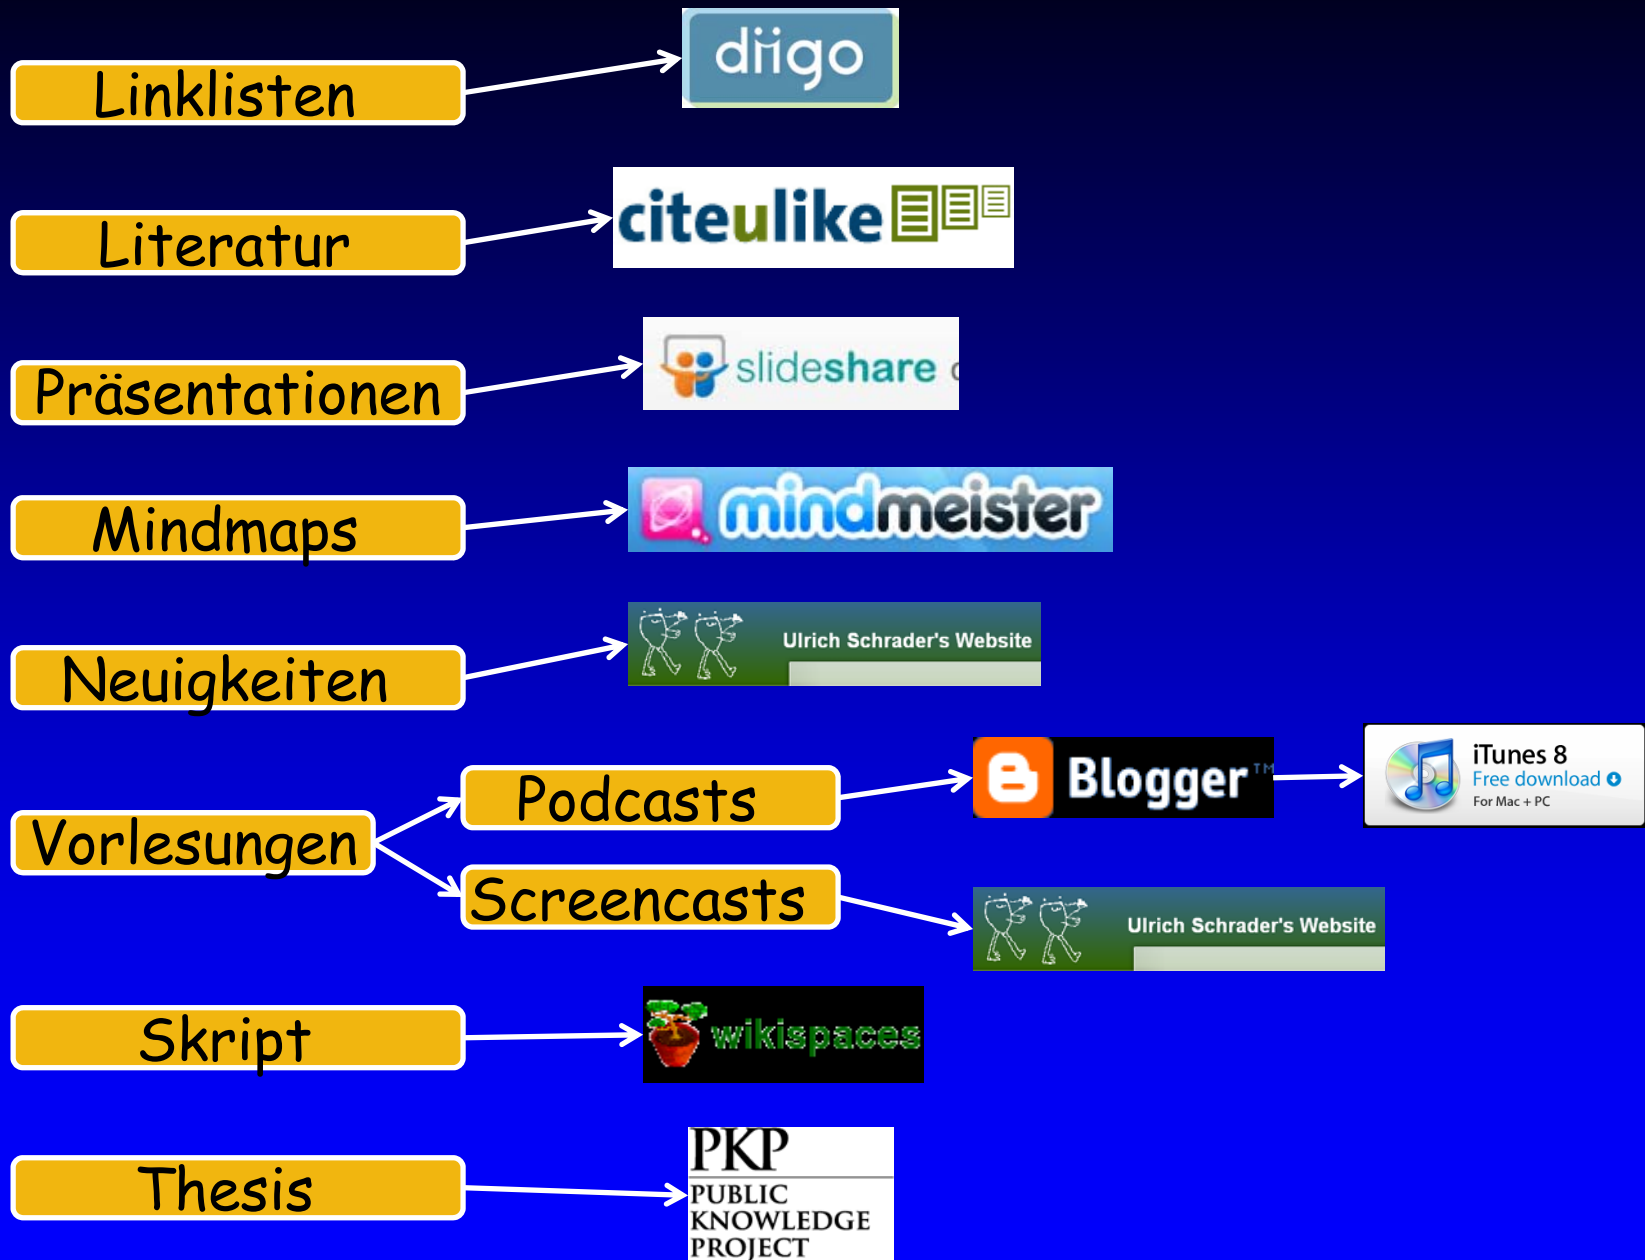 Linklisten
diigo
Literatur
citeulike
Präsentationen
slideshare
Mindmaps
mindmeister
Neuigkeiten
Ulrich Schrader's Website
Vorlesungen
Podcasts
Blogger™
iTunes 8
Free download
For Mac + PC
Screencasts
Ulrich Schrader's Website
Skript
wikispaces
Thesis
PKP
PUBLIC
KNOWLEDGE
PROJECT